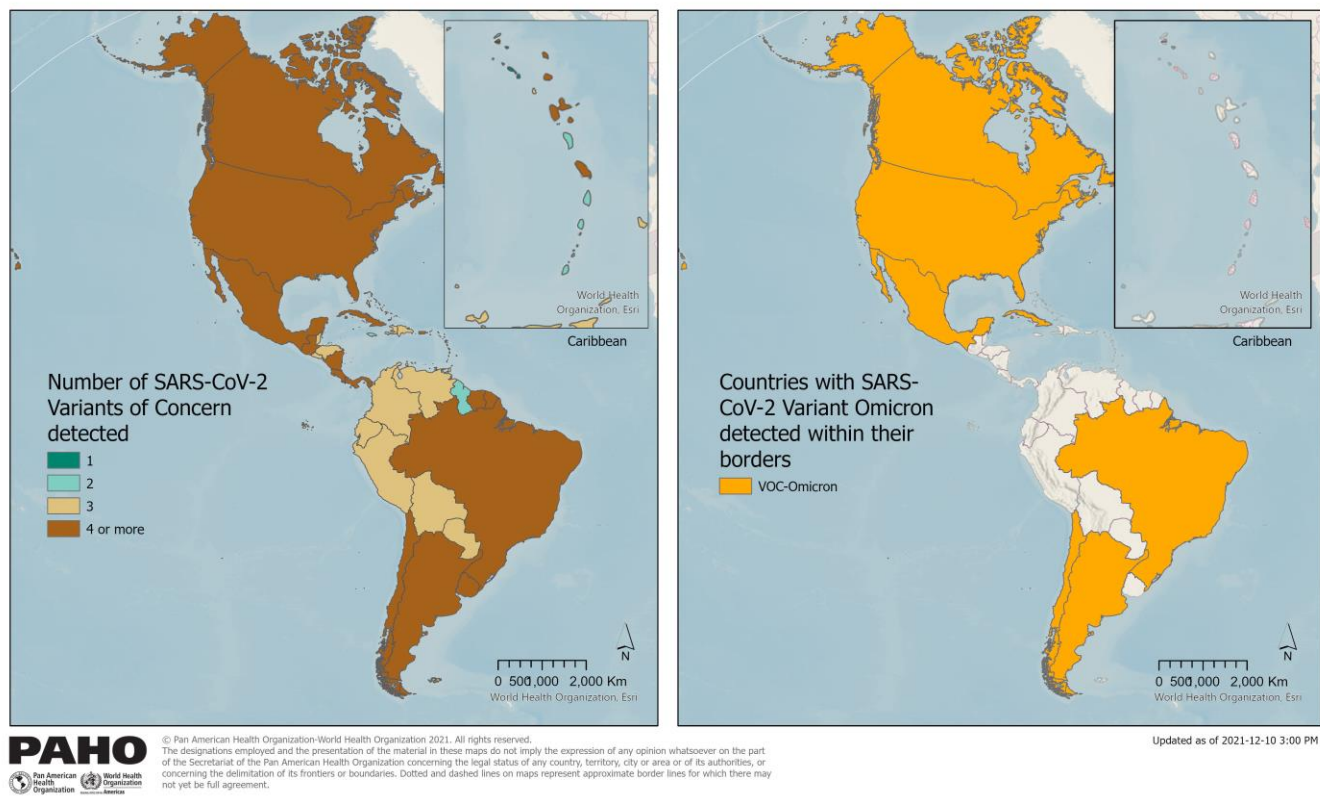 World Health
Organization, Esri
Caribbean
Number of SARS-CoV-2
Variants of Concern
detected
1
2
3
4 or more
N
0 500 1,000 2,000 Km
World Health Organization, Esri
World Health
Organization, Esri
Caribbean
Countries with SARS-
CoV-2 Variant Omicron
detected within their
borders
VOC-Omicron
N
0 500 1,000 2,000 Km
World Health Organization, Esri
PAHO
Pan American
Health
Organization
World Health
Organization
Americas
© Pan American Health Organization-World Health Organization 2021. All rights reserved.
The designations employed and the presentation of the material in these maps do not imply the expression of any opinion whatsoever on the part
of the Secretariat of the Pan American Health Organization concerning the legal status of any country, territory, city or area or of its authorities, or
concerning the delimitation of its frontiers or boundaries. Dotted and dashed lines on maps represent approximate border lines for which there may
not yet be full agreement.
Updated as of 2021-12-10 3:00 PM